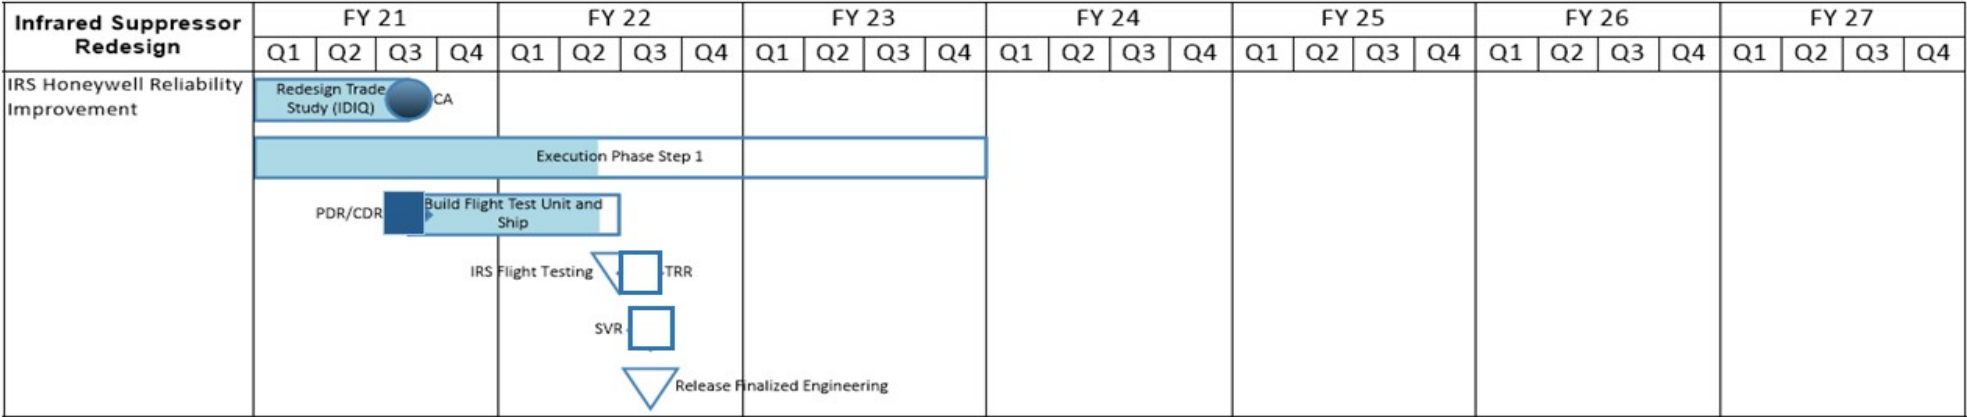 Infrared Suppressor
Redesign
FY 21 FY 22 FY 23 FY 24 FY 25 FY 26 FY 27
Q1 Q2 Q3 Q4 Q1 Q2 Q3 Q4 Q1 Q2 Q3 Q4 Q1 Q2 Q3 Q4 Q1 Q2 Q3 Q4 Q1 Q2 Q3 Q4 Q1 Q2 Q3 Q4
IRS Honeywell Reliability
Improvement
Redesign Trade
Study (IDIQ)
CA
Execution Phase Step 1
PDR/CDR
Build Flight Test Unit and
Ship
IRS Flight Testing
TRR
SVR
Release Finalized Engineering